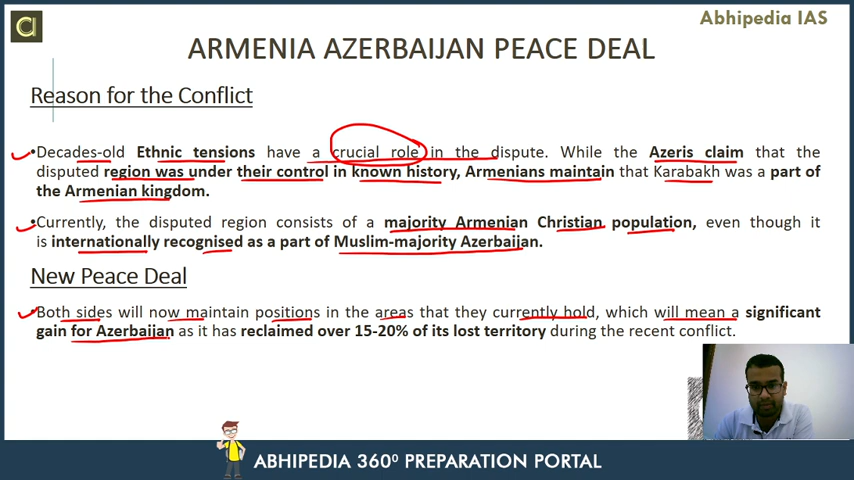 Abhipedia IAS
ARMENIA AZERBAIJAN PEACE DEAL
Reason for the Conflict
•Decades-old Ethnic tensions have a crucial role in the dispute. While the Azeris claim that the
disputed region was under their control in known history, Armenians maintain that Karabakh was a part of
the Armenian kingdom.
•Currently, the disputed region consists of a majority Armenian Christian population, even though it
is internationally recognised as a part of Muslim-majority Azerbaijan.
New Peace Deal
•Both sides will now maintain positions in the areas that they currently hold, which will mean a significant
gain for Azerbaijan as it has reclaimed over 15-20% of its lost territory during the recent conflict.
ABHIPEDIA 360⁰ PREPARATION PORTAL